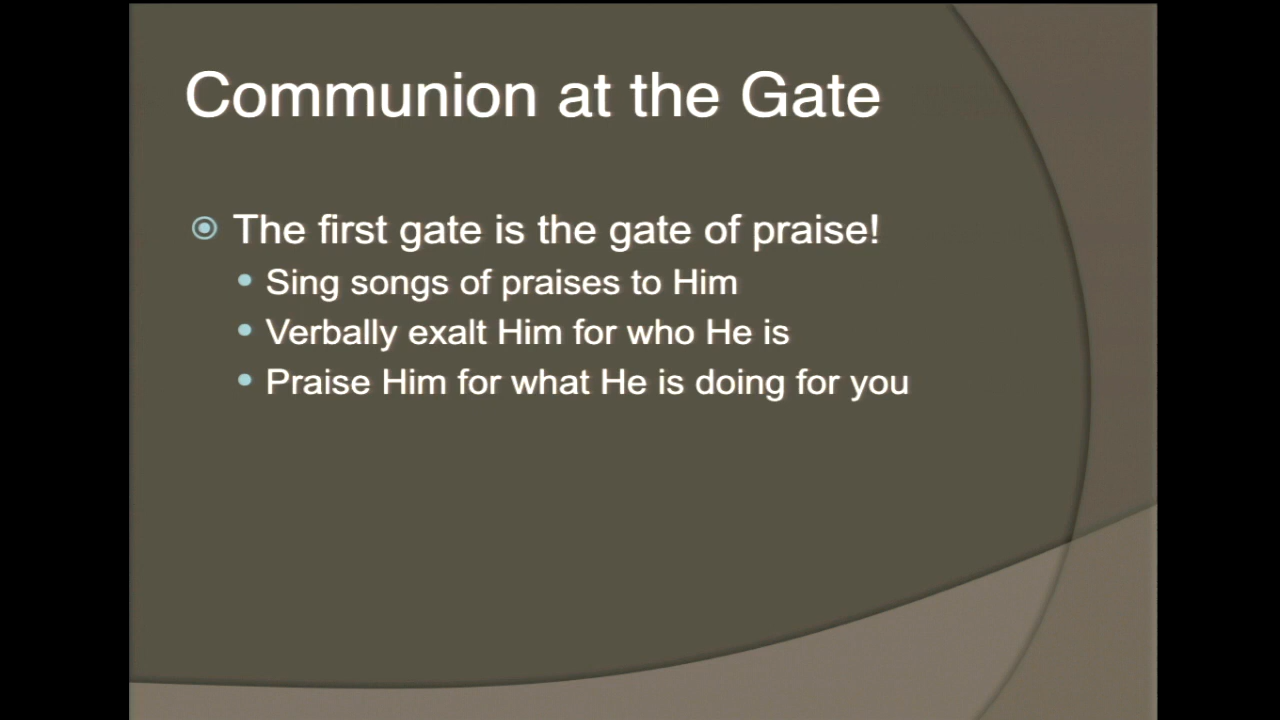 Communion at the Gate
The first gate is the gate of praise!
Sing songs of praises to Him
Verbally exalt Him for who He is
Praise Him for what He is doing for you